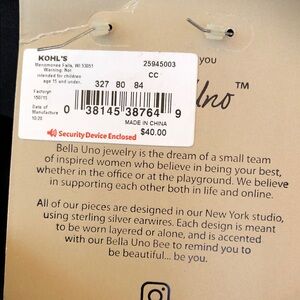 KOHL'S
Menomonee Falls, WI 53051
Warning: Not
intended for children
age 15 and under.
25945003
CC
you
Factory#
150715
327 80 84
Uno™
Date of
Manufacture
10/20
0 38145 38764 9
MADE IN CHINA
$40.00
Security Device Enclosed
Bella Uno jewelry is the dream of a small team
of inspired women who believe in being your best,
whether in the office or at the playground. We believe
in supporting each other both in life and online.
All of our pieces are designed in our New York studio,
using sterling silver earwires. Each design is meant
to be worn layered or alone, and is accented
with our Bella Uno Bee to remind you to
be beautiful... be you.